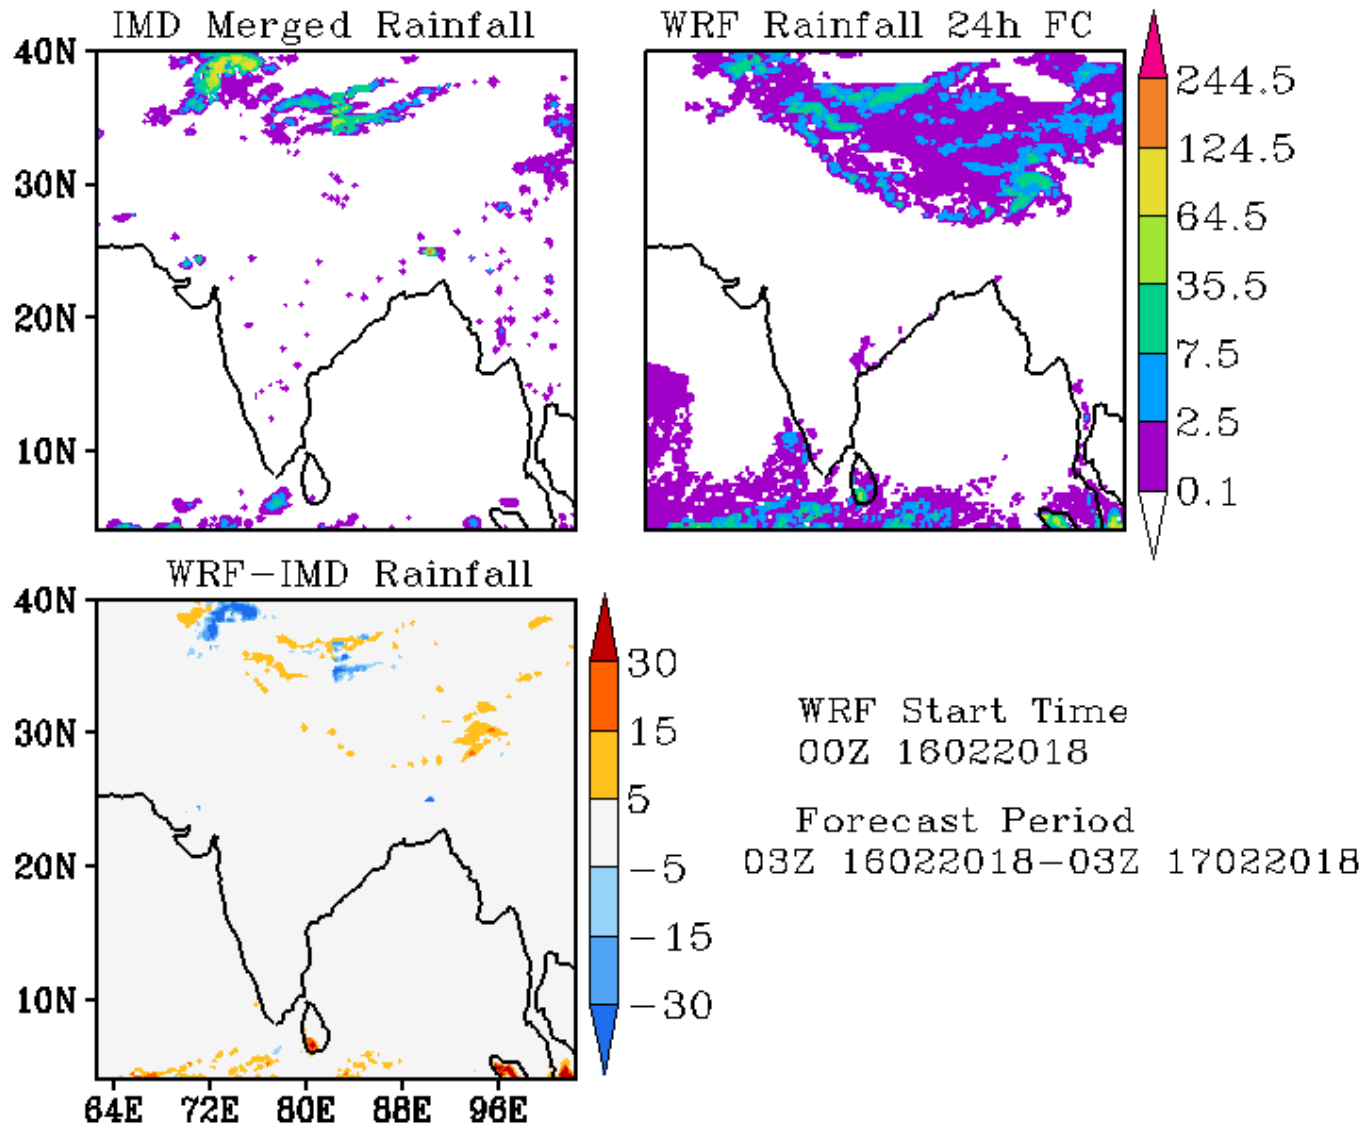 IMD Merged Rainfall
WRF Rainfall 24h FC
40N
30N
20N
10N
244.5
124.5
64.5
35.5
7.5
2.5
0.1
WRF-IMD Rainfall
40N
30N
20N
10N
64E 72E 80E 88E 96E
30
15
5
-5
-15
-30
WRF Start Time
00Z 16022018
Forecast Period
03Z 16022018-03Z 17022018